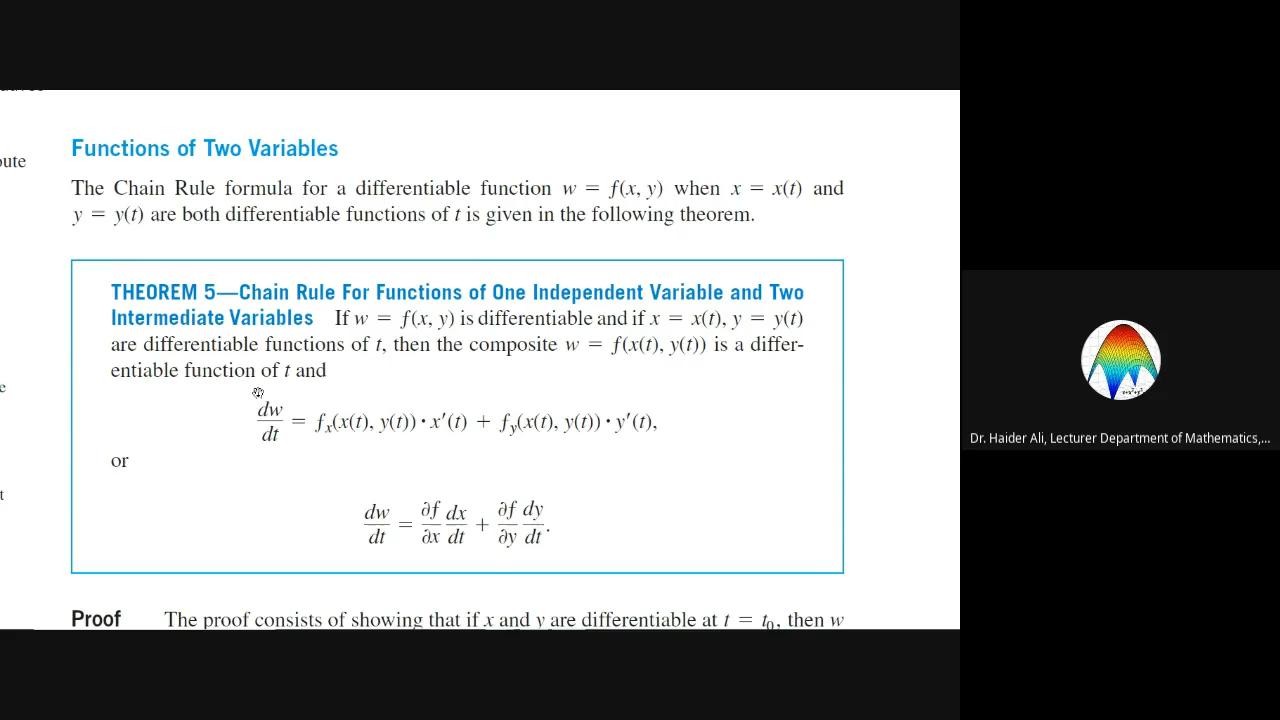 oute
e
t
Functions of Two Variables
The Chain Rule formula for a differentiable function w = f(x, y) when x = x(t) and
y = y(t) are both differentiable functions of t is given in the following theorem.
THEOREM 5—Chain Rule For Functions of One Independent Variable and Two
Intermediate Variables If w = f(x, y) is differentiable and if x = x(t), y = y(t)
are differentiable functions of t, then the composite w = f(x(t), y(t)) is a differ-
entiable function of t and
dw/dt = fₓ(x(t), y(t)) · x′(t) + f_y(x(t), y(t)) · y′(t),
or
dw/dt = ∂f/∂x dx/dt + ∂f/∂y dy/dt.
Proof The proof consists of showing that if x and y are differentiable at t = t₀, then w
Dr. Haider Ali, Lecturer Department of Mathematics,...